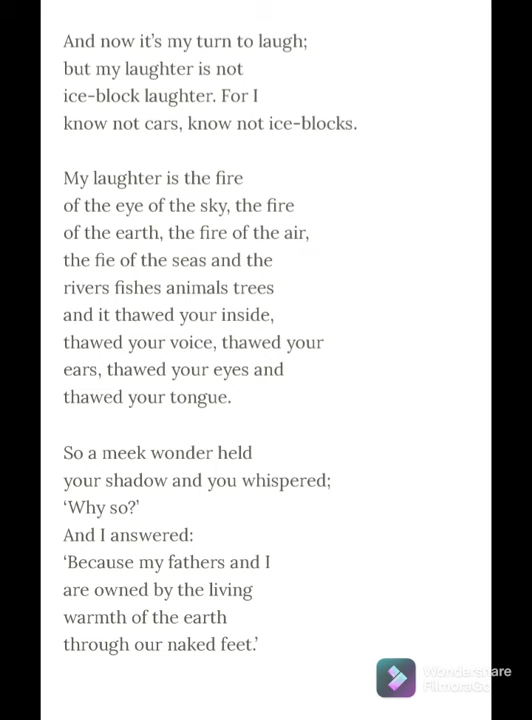 And now it’s my turn to laugh;
but my laughter is not
ice-block laughter. For I
know not cars, know not ice-blocks.

My laughter is the fire
of the eye of the sky, the fire
of the earth, the fire of the air,
the fie of the seas and the
rivers fishes animals trees
and it thawed your inside,
thawed your voice, thawed your
ears, thawed your eyes and
thawed your tongue.

So a meek wonder held
your shadow and you whispered;
‘Why so?’
And I answered:
‘Because my fathers and I
are owned by the living
warmth of the earth
through our naked feet.’
Wondershare
FilmoraGo